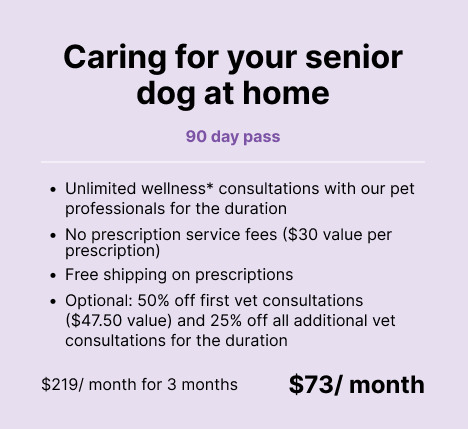 Caring for your senior
dog at home
90 day pass
• Unlimited wellness* consultations with our pet
professionals for the duration
• No prescription service fees ($30 value per
prescription)
• Free shipping on prescriptions
• Optional: 50% off first vet consultations
($47.50 value) and 25% off all additional vet
consultations for the duration
$219/ month for 3 months
$73/ month